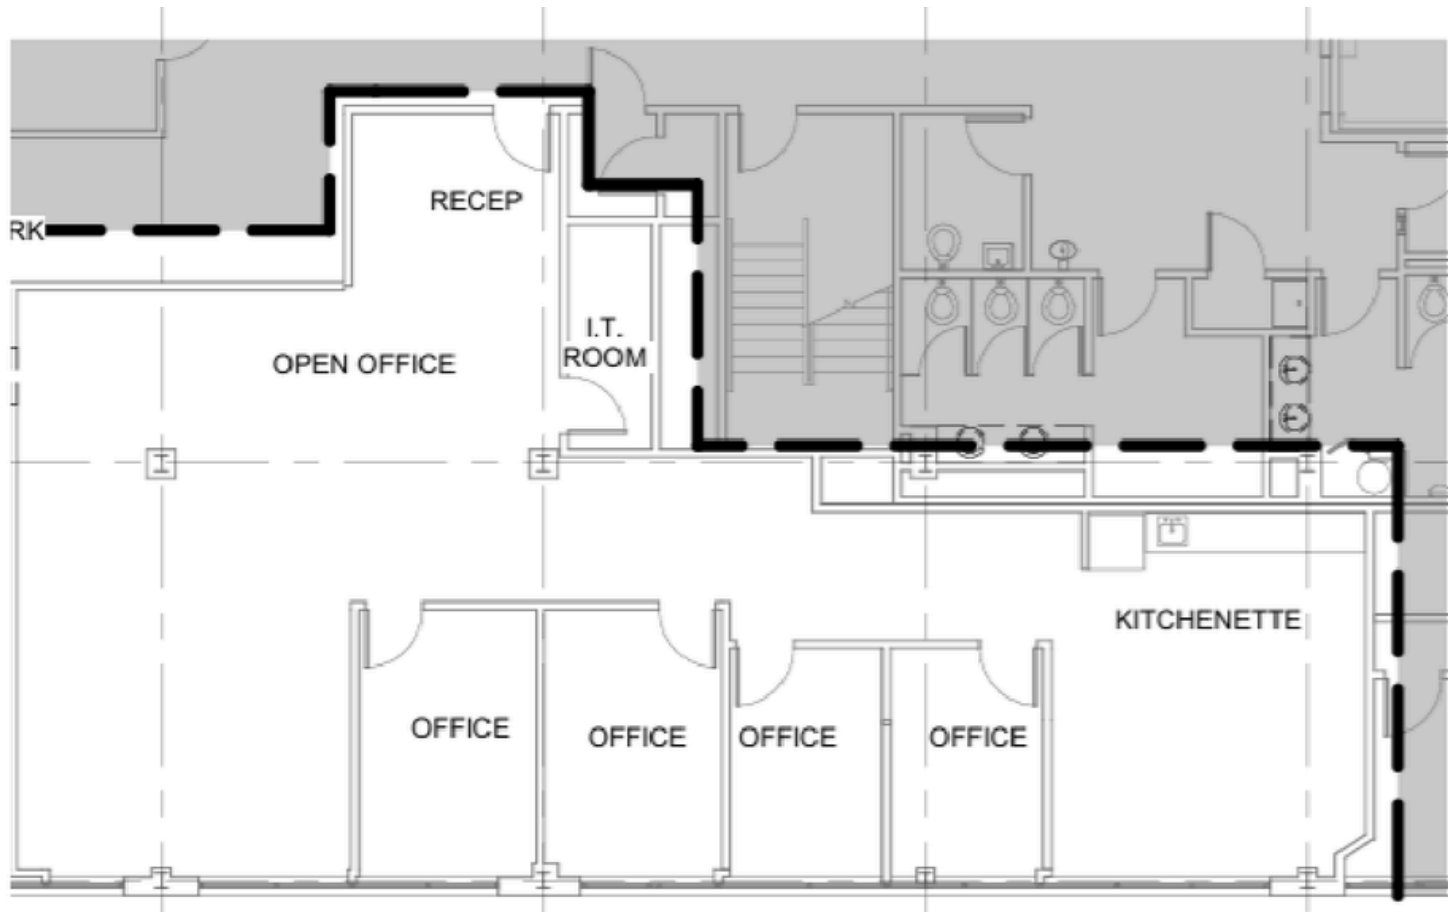 RECEP
RK
I.T.
ROOM
OPEN OFFICE
KITCHENETTE
OFFICE
OFFICE
OFFICE
OFFICE